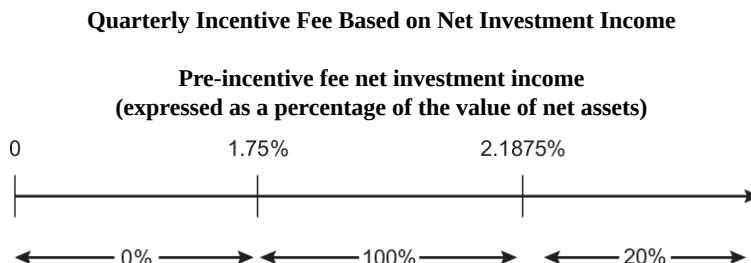 Quarterly Incentive Fee Based on Net Investment Income
Pre-incentive fee net investment income
(expressed as a percentage of the value of net assets)
0 1.75% 2.1875%
0% 100% 20%